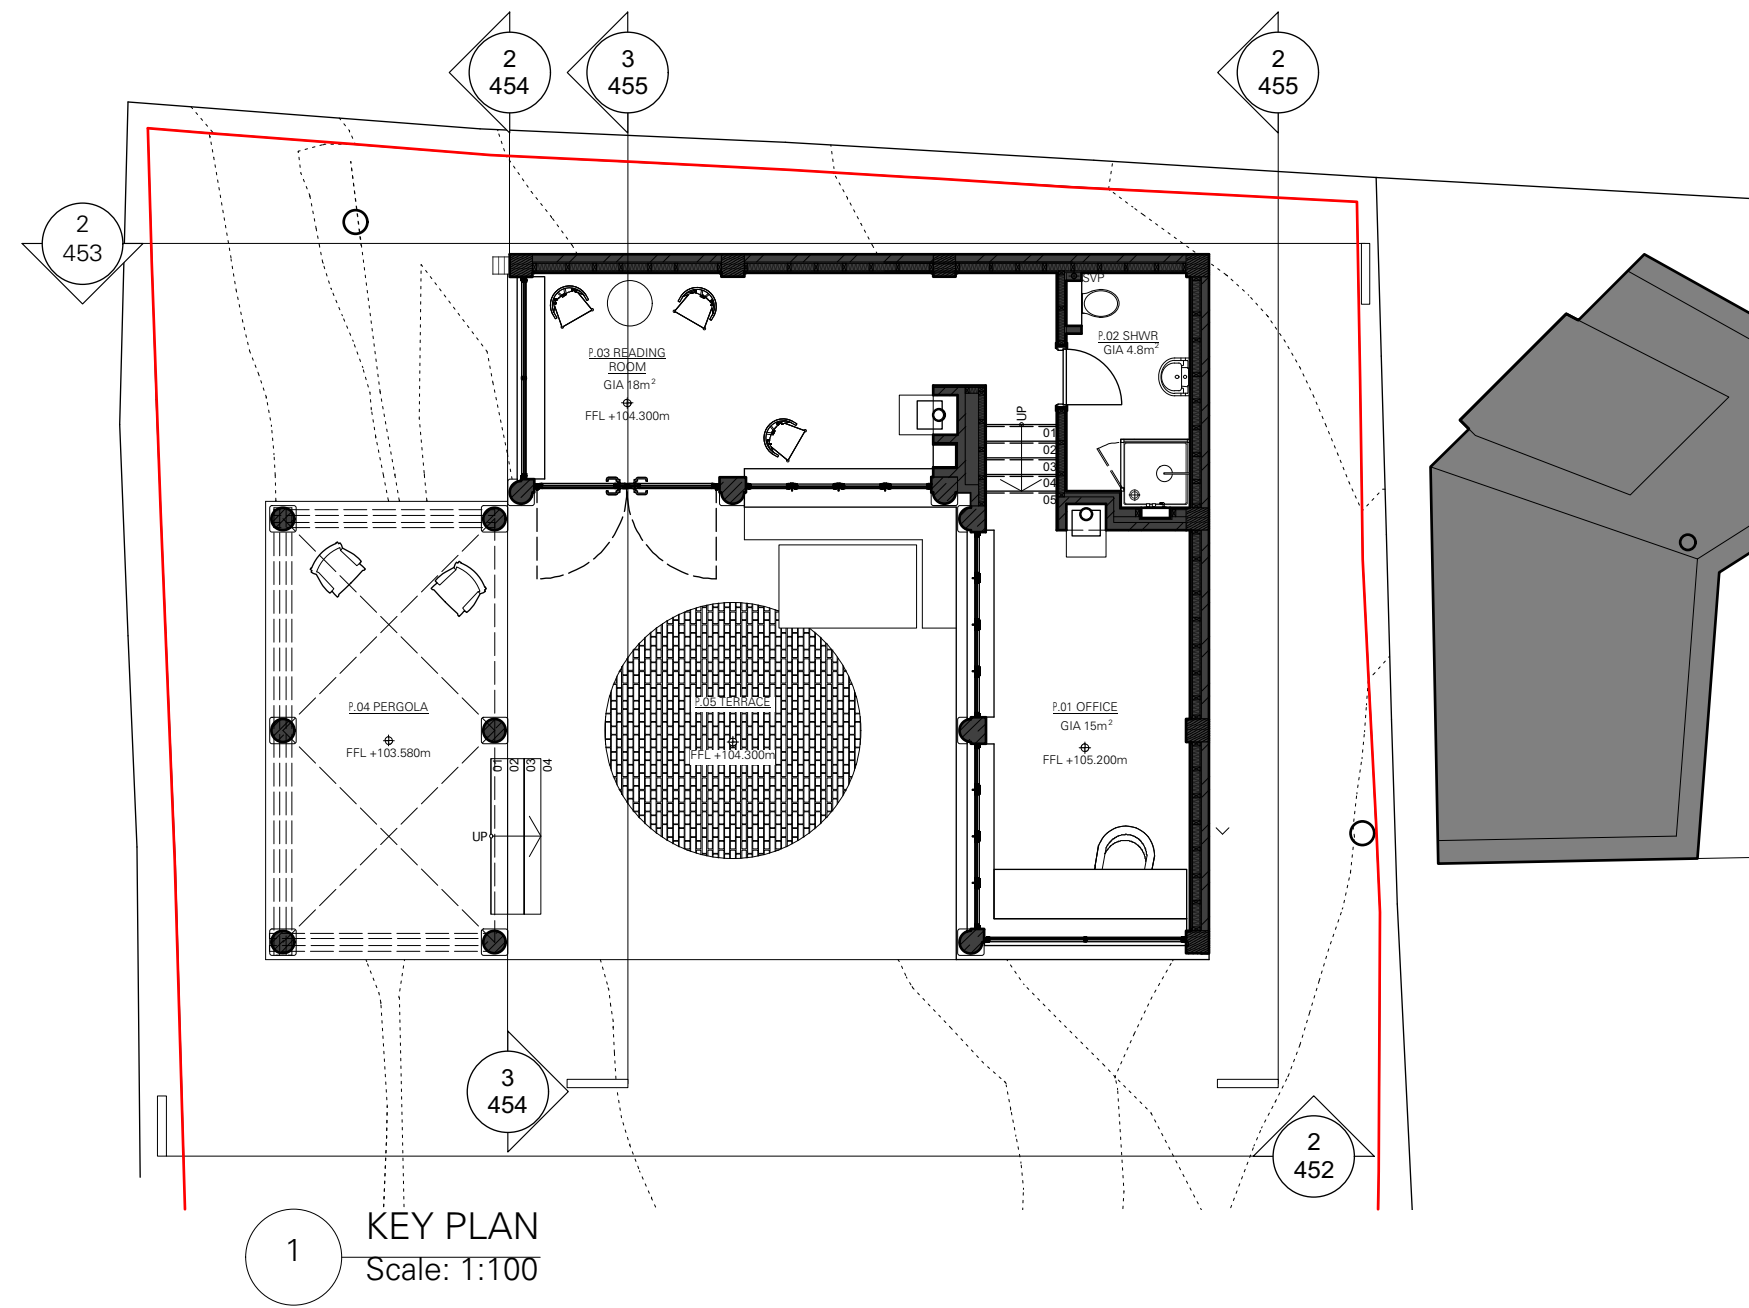 2
454
3
455
2
455
2
453
SVP
P.02 SHWR
GIA 4.8m²
P.03 READING
ROOM
GIA 18m²
FFL +104.300m
UP
01
02
03
04
05
P.04 PERGOLA
FFL +103.580m
P.05 TERRACE
FFL +104.300m
P.01 OFFICE
GIA 15m²
FFL +105.200m
01
02
03
04
UP
3
454
2
452
1
KEY PLAN
Scale: 1:100